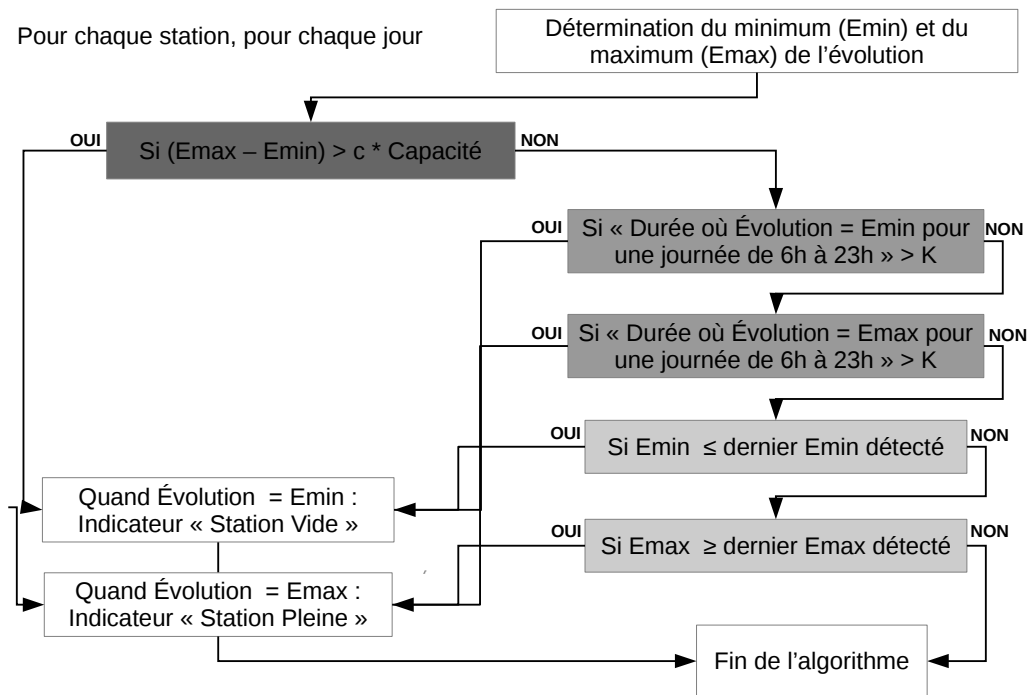 Pour chaque station, pour chaque jour
Détermination du minimum (Emin) et du
maximum (Emax) de l’évolution
OUI
Si (Emax – Emin) > c * Capacité
NON
OUI
Si « Durée où Évolution = Emin pour
une journée de 6h à 23h » > K
NON
OUI
Si « Durée où Évolution = Emax pour
une journée de 6h à 23h » > K
NON
OUI
Si Emin ≤ dernier Emin détecté
NON
Quand Évolution = Emin :
Indicateur « Station Vide »
OUI
Si Emax ≥ dernier Emax détecté
NON
Quand Évolution = Emax :
Indicateur « Station Pleine »
Fin de l’algorithme